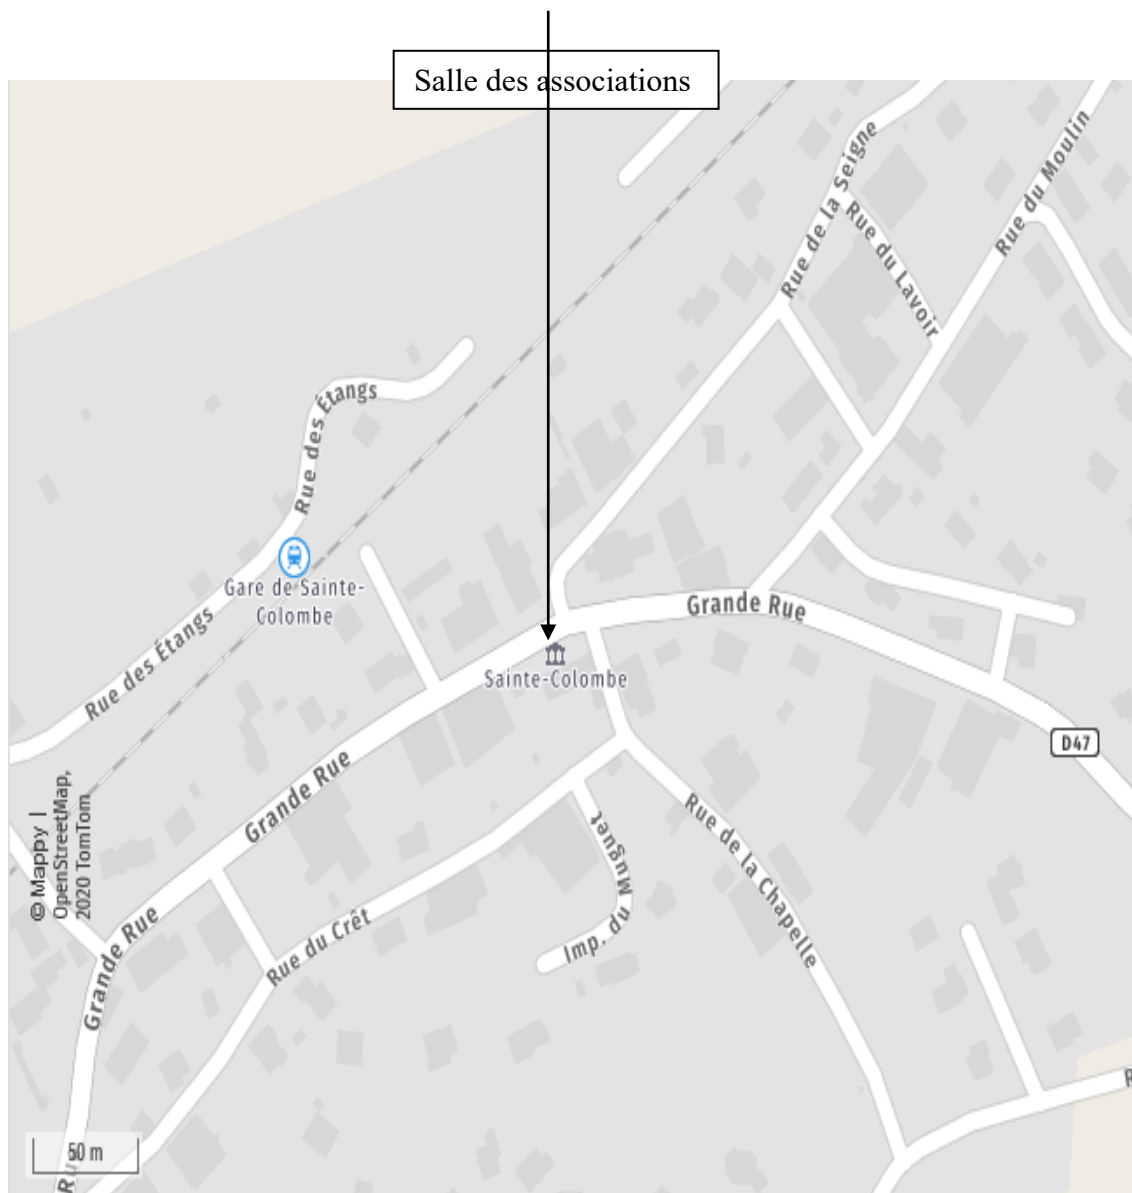 Salle des associations
Rue de la Seigne
Rue du Moulin
Rue du Lavoir
Rue des Étangs
Gare de Sainte-
Colombe
Rue des Étangs
Grande Rue
Sainte-Colombe
D47
Grande Rue
Rue de la Chapelle
Imp. du Muguet
© Mappy |
OpenStreetMap,
2020 TomTom
Grande Rue
Rue du Crêt
50 m